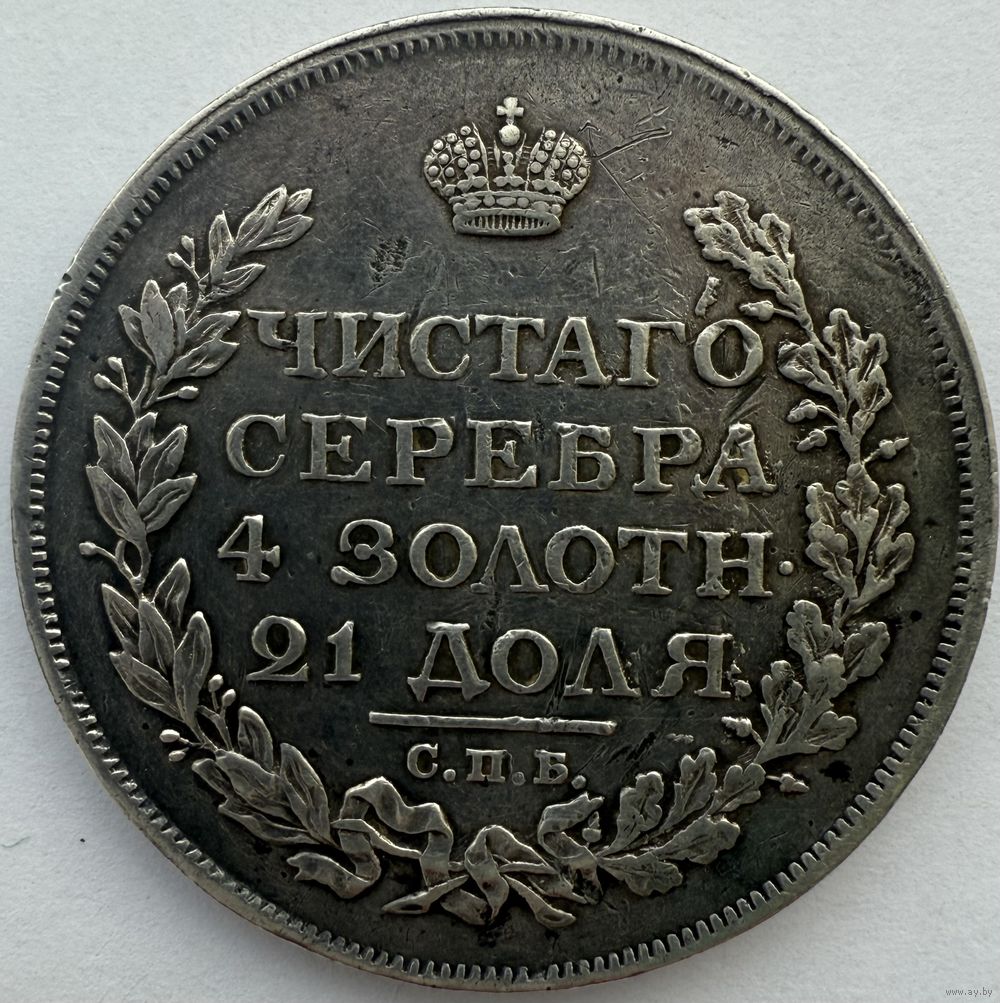 ЧИСТАГО
СЕРЕБРА
4 ЗОЛОТН.
21 ДОЛЯ.
С.П.Б.
www.ay.by